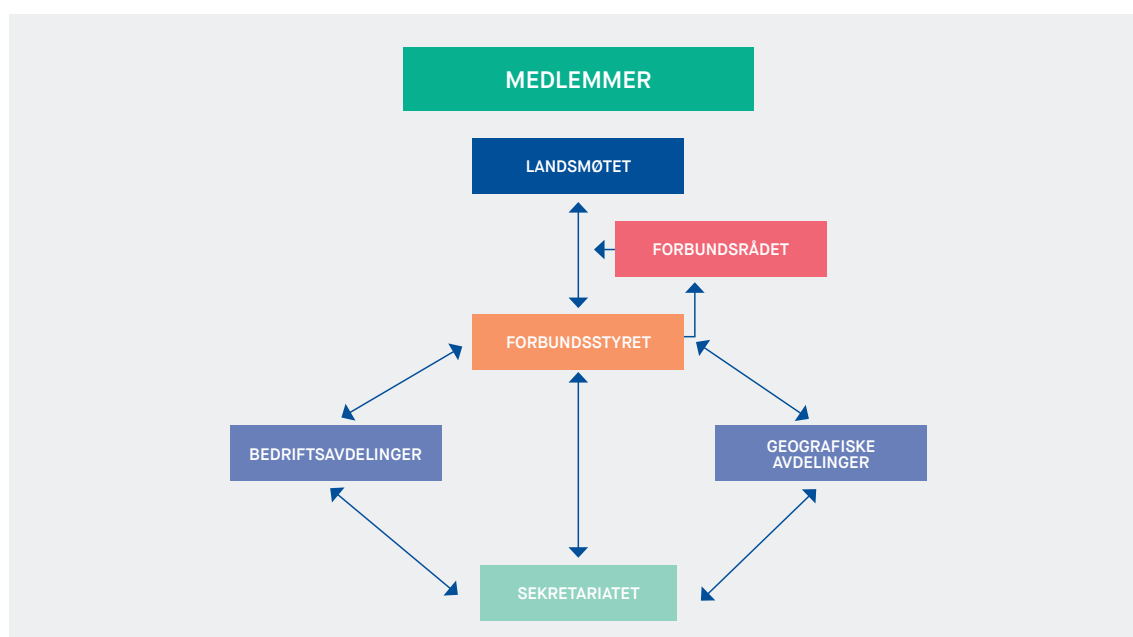 MEDLEMMER
LANDSMØTET
FORBUNDSRÅDET
FORBUNDSSTYRET
BEDRIFTSAVDELINGER
GEOGRAFISKE
AVDELINGER
SEKRETARIATET